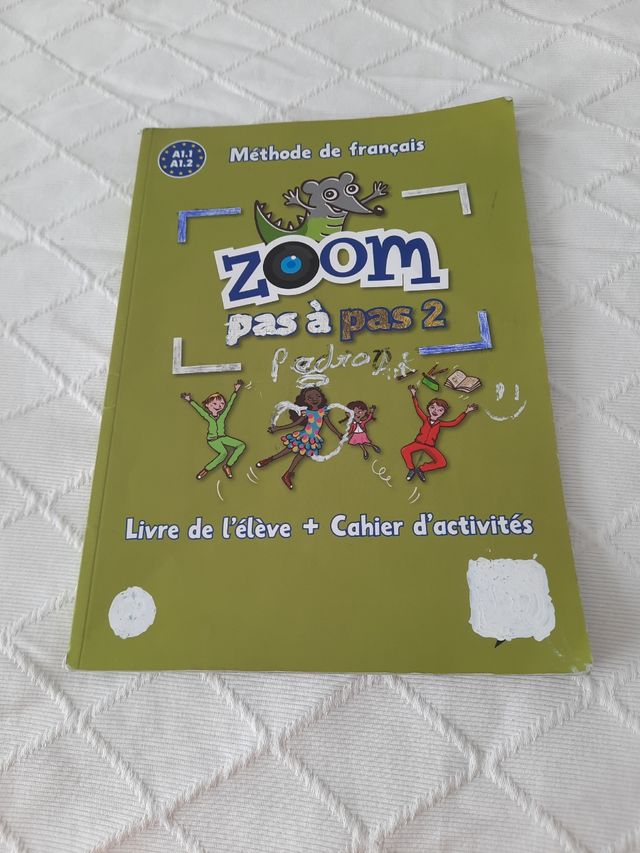 A1.1
A1.2
Méthode de français
zoom
pas à pas 2
Livre de l'élève + Cahier d'activités